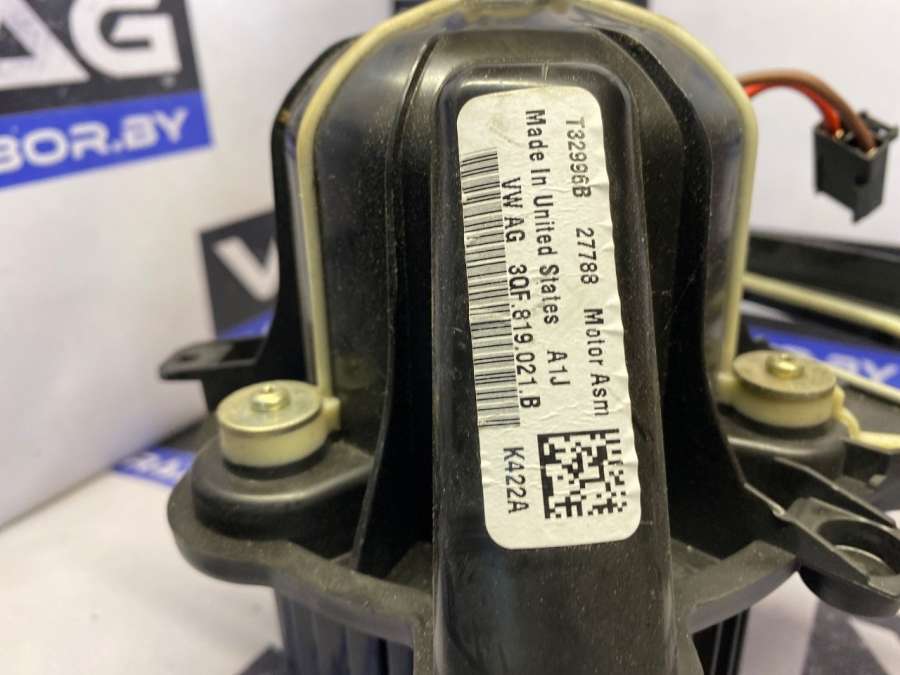 AG
BOR.BY
T32996B 27788 Motor Asm
Made In United States A1J
VW AG 3QF.819.021.B K422A